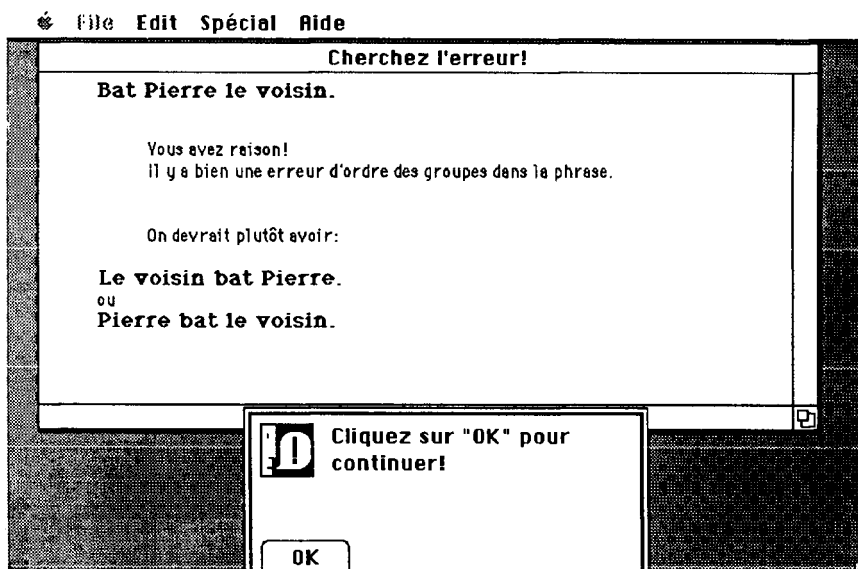 File Edit Spécial Aide
Cherchez l'erreur!
Bat Pierre le voisin.
Vous avez raison!
Il y a bien une erreur d'ordre des groupes dans la phrase.
On devrait plutôt avoir:
Le voisin bat Pierre.
ou
Pierre bat le voisin.
Cliquez sur "OK" pour
continuer!
OK